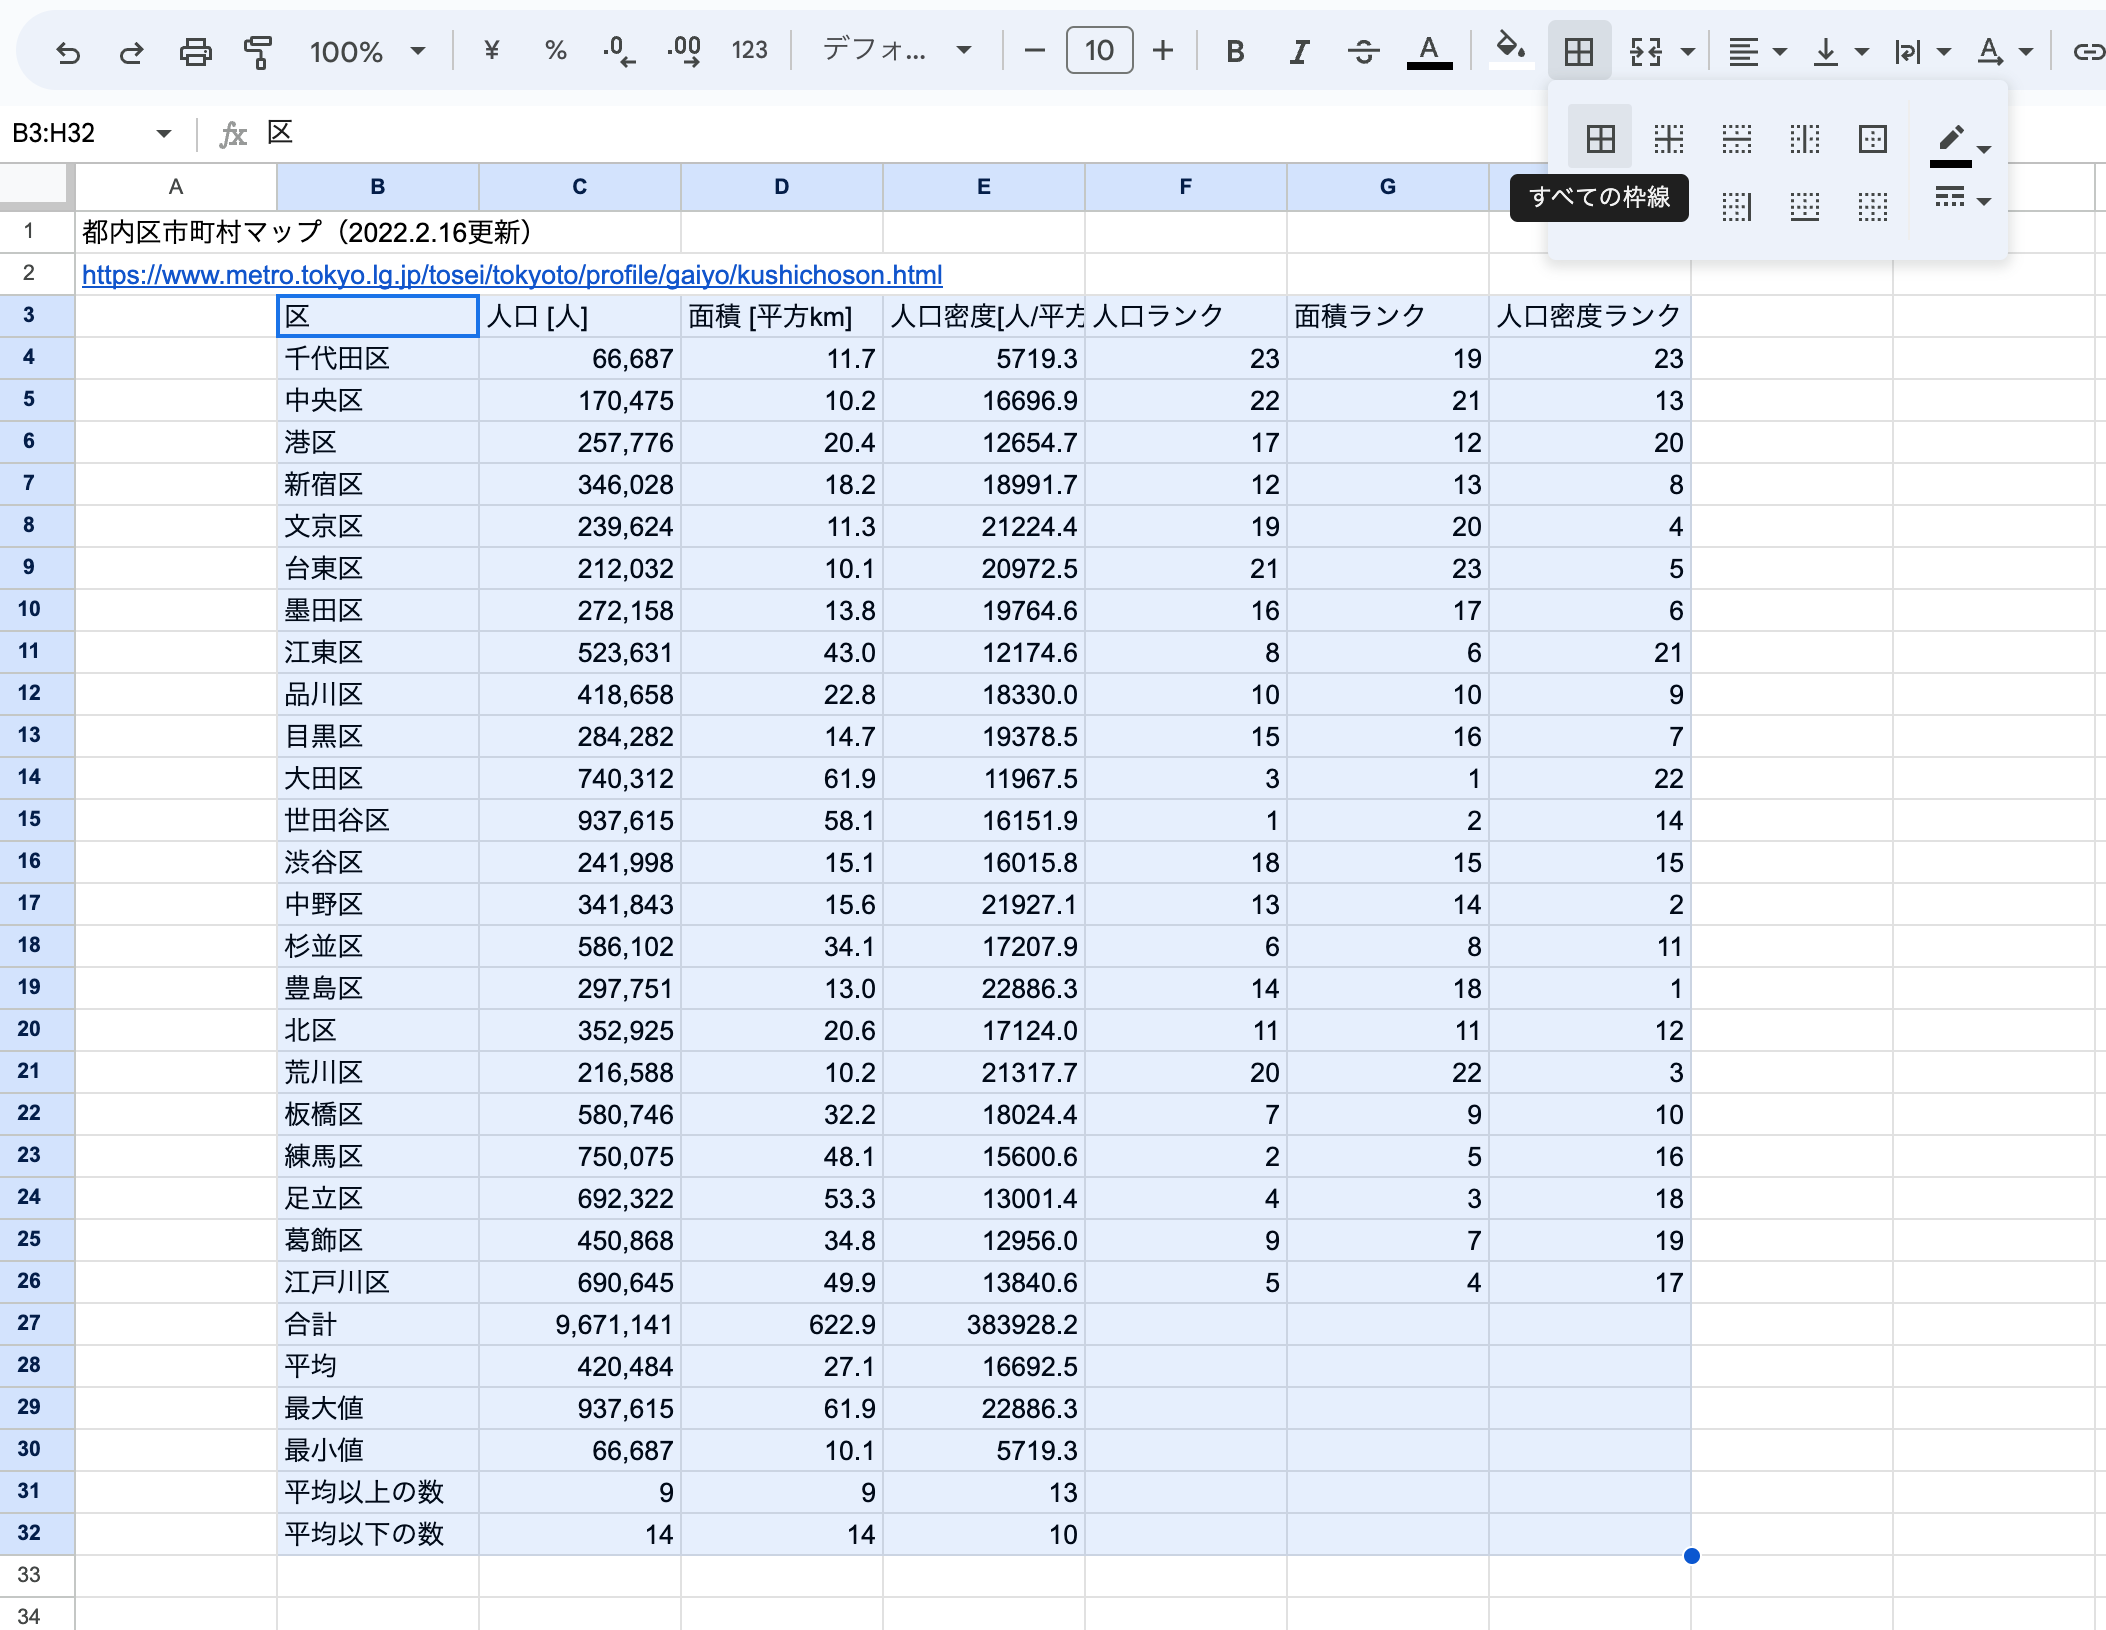 100% ¥ % .0 .00 123 デフォ... − 10 + B I S A A
B3:H32 fx 区
すべての枠線
A B C D E F G
1 都内区市町村マップ（2022.2.16更新）
2 https://www.metro.tokyo.lg.jp/tosei/tokyoto/profile/gaiyo/kushichoson.html
3 区 人口 [人] 面積 [平方km] 人口密度[人/平方 人口ランク 面積ランク 人口密度ランク
4 千代田区 66,687 11.7 5719.3 23 19 23
5 中央区 170,475 10.2 16696.9 22 21 13
6 港区 257,776 20.4 12654.7 17 12 20
7 新宿区 346,028 18.2 18991.7 12 13 8
8 文京区 239,624 11.3 21224.4 19 20 4
9 台東区 212,032 10.1 20972.5 21 23 5
10 墨田区 272,158 13.8 19764.6 16 17 6
11 江東区 523,631 43.0 12174.6 8 6 21
12 品川区 418,658 22.8 18330.0 10 10 9
13 目黒区 284,282 14.7 19378.5 15 16 7
14 大田区 740,312 61.9 11967.5 3 1 22
15 世田谷区 937,615 58.1 16151.9 1 2 14
16 渋谷区 241,998 15.1 16015.8 18 15 15
17 中野区 341,843 15.6 21927.1 13 14 2
18 杉並区 586,102 34.1 17207.9 6 8 11
19 豊島区 297,751 13.0 22886.3 14 18 1
20 北区 352,925 20.6 17124.0 11 11 12
21 荒川区 216,588 10.2 21317.7 20 22 3
22 板橋区 580,746 32.2 18024.4 7 9 10
23 練馬区 750,075 48.1 15600.6 2 5 16
24 足立区 692,322 53.3 13001.4 4 3 18
25 葛飾区 450,868 34.8 12956.0 9 7 19
26 江戸川区 690,645 49.9 13840.6 5 4 17
27 合計 9,671,141 622.9 383928.2
28 平均 420,484 27.1 16692.5
29 最大値 937,615 61.9 22886.3
30 最小値 66,687 10.1 5719.3
31 平均以上の数 9 9 13
32 平均以下の数 14 14 10
33
34